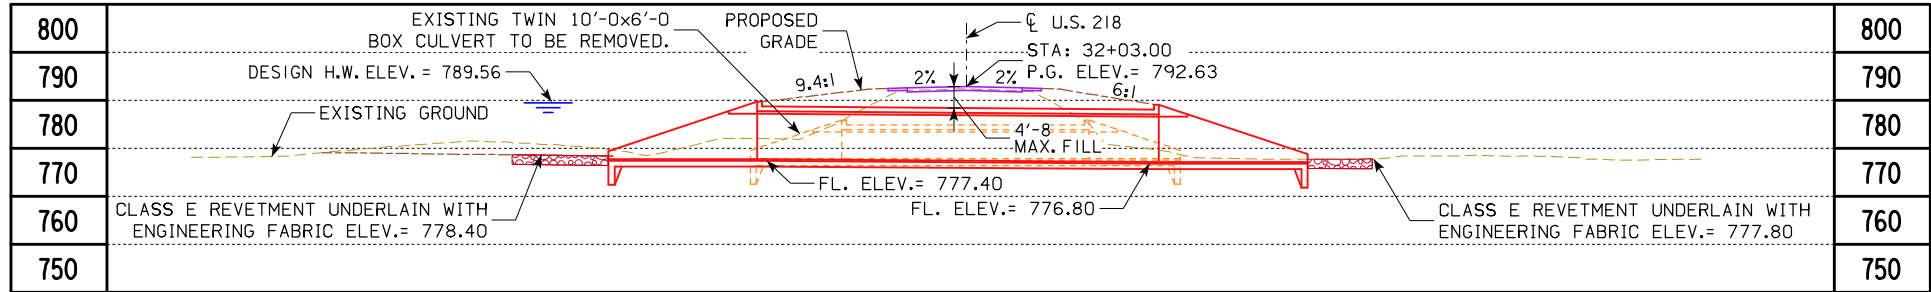 800
790
780
770
760
750
EXISTING TWIN 10'-0x6'-0
BOX CULVERT TO BE REMOVED.
PROPOSED
GRADE
℄ U.S. 218
STA: 32+03.00
P.G. ELEV.= 792.63
DESIGN H.W. ELEV. = 789.56
9.4:1
2%
2%
6:1
EXISTING GROUND
4'-8
MAX. FILL
FL. ELEV.= 777.40
FL. ELEV.= 776.80
CLASS E REVETMENT UNDERLAIN WITH
ENGINEERING FABRIC ELEV.= 778.40
CLASS E REVETMENT UNDERLAIN WITH
ENGINEERING FABRIC ELEV.= 777.80
800
790
780
770
760
750